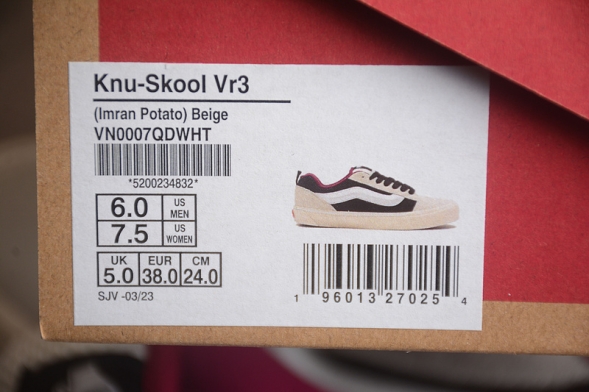 Knu-Skool Vr3
(Imran Potato) Beige
VN0007QDWHT
*5200234832*
6.0 US MEN
7.5 US WOMEN
UK EUR CM
5.0 38.0 24.0
SJV -03/23
1 96013 27025 4